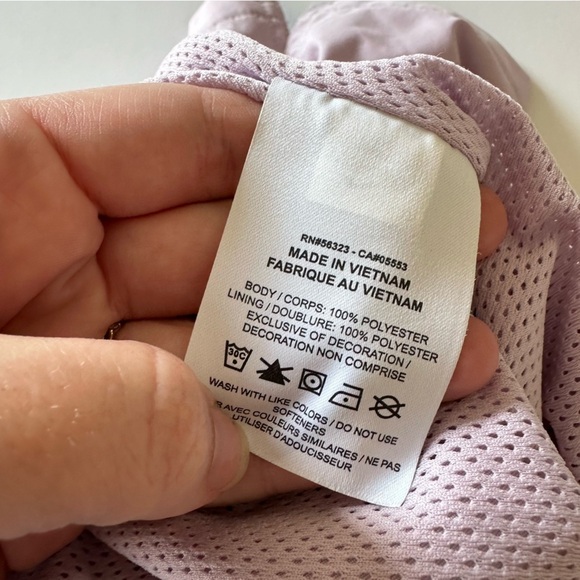 RN#56323 - CA#05553
MADE IN VIETNAM
FABRIQUE AU VIETNAM
BODY / CORPS: 100% POLYESTER
LINING / DOUBLURE: 100% POLYESTER
EXCLUSIVE OF DECORATION /
DECORATION NON COMPRISE
30C
WASH WITH LIKE COLORS / DO NOT USE
SOFTENERS
AVEC COULEURS SIMILAIRES / NE PAS
UTILISER D'ADOUCISSEUR